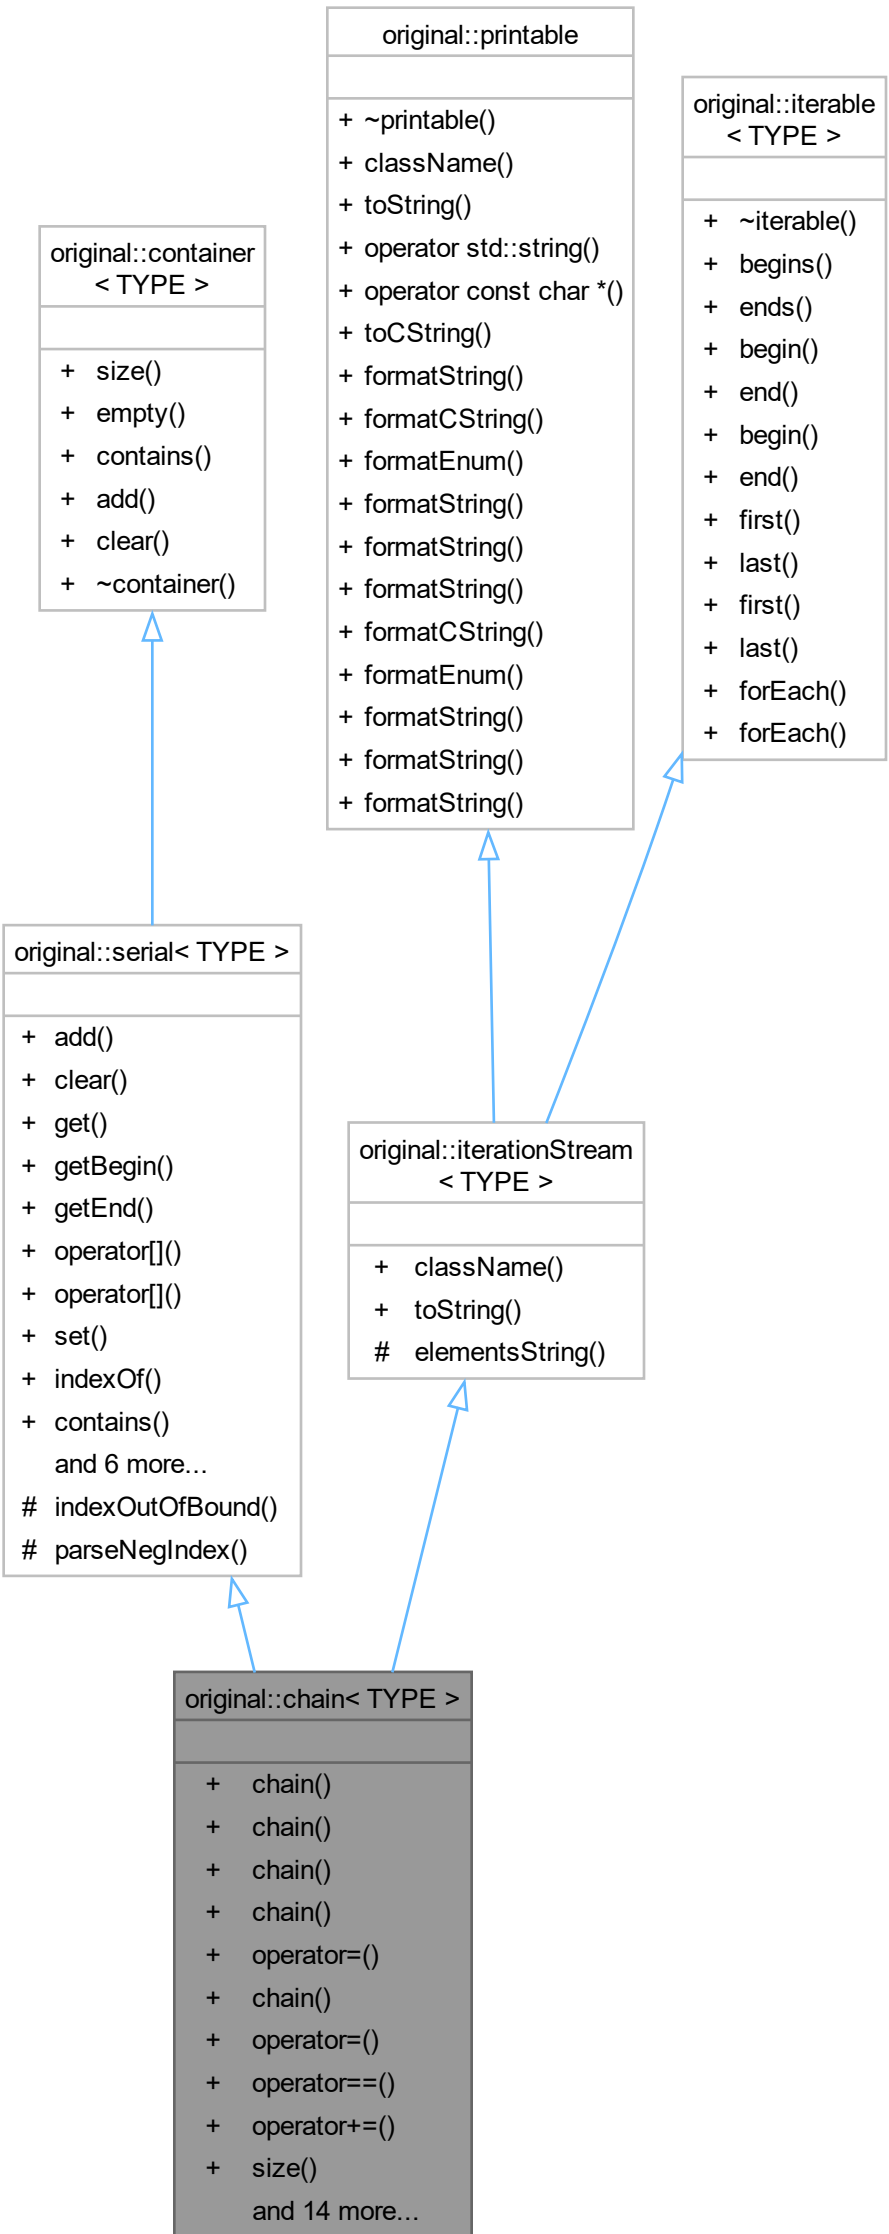 original::printable
+ ~printable()
+ className()
+ toString()
+ operator std::string()
+ operator const char *()
+ toCString()
+ formatString()
+ formatCString()
+ formatEnum()
+ formatString()
+ formatString()
+ formatString()
+ formatCString()
+ formatEnum()
+ formatString()
+ formatString()
+ formatString()
original::iterable
< TYPE >
+ ~iterable()
+ begins()
+ ends()
+ begin()
+ end()
+ begin()
+ end()
+ first()
+ last()
+ first()
+ last()
+ forEach()
+ forEach()
original::container
< TYPE >
+ size()
+ empty()
+ contains()
+ add()
+ clear()
+ ~container()
original::serial< TYPE >
+ add()
+ clear()
+ get()
+ getBegin()
+ getEnd()
+ operator[]()
+ operator[]()
+ set()
+ indexOf()
+ contains()
and 6 more...
# indexOutOfBound()
# parseNegIndex()
original::iterationStream
< TYPE >
+ className()
+ toString()
# elementsString()
original::chain< TYPE >
+ chain()
+ chain()
+ chain()
+ chain()
+ operator=()
+ chain()
+ operator=()
+ operator==()
+ operator+=()
+ size()
and 14 more...